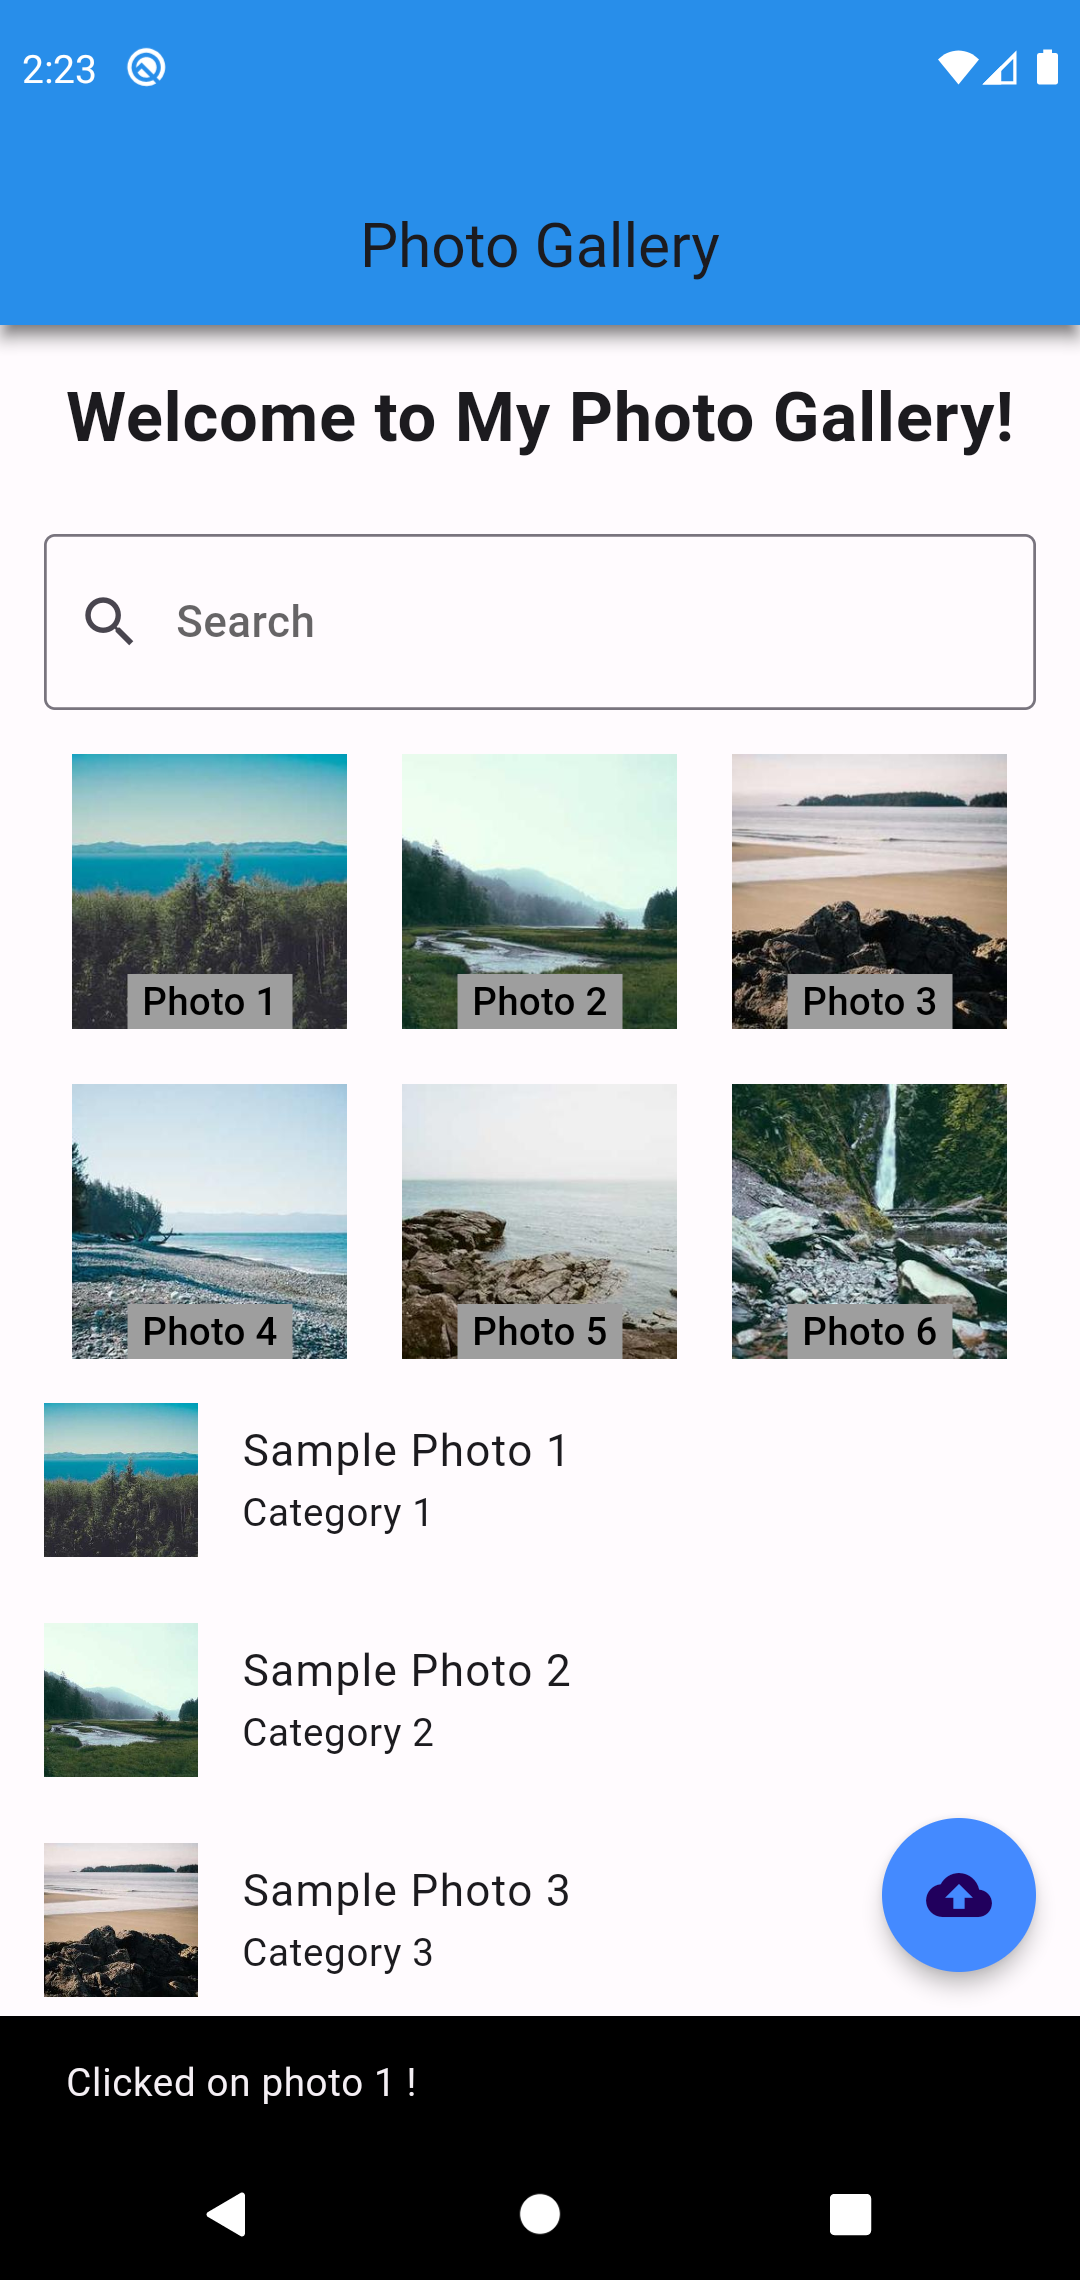 2:23
Photo Gallery
Welcome to My Photo Gallery!
Search
Photo 1
Photo 2
Photo 3
Photo 4
Photo 5
Photo 6
Sample Photo 1
Category 1
Sample Photo 2
Category 2
Sample Photo 3
Category 3
Clicked on photo 1 !